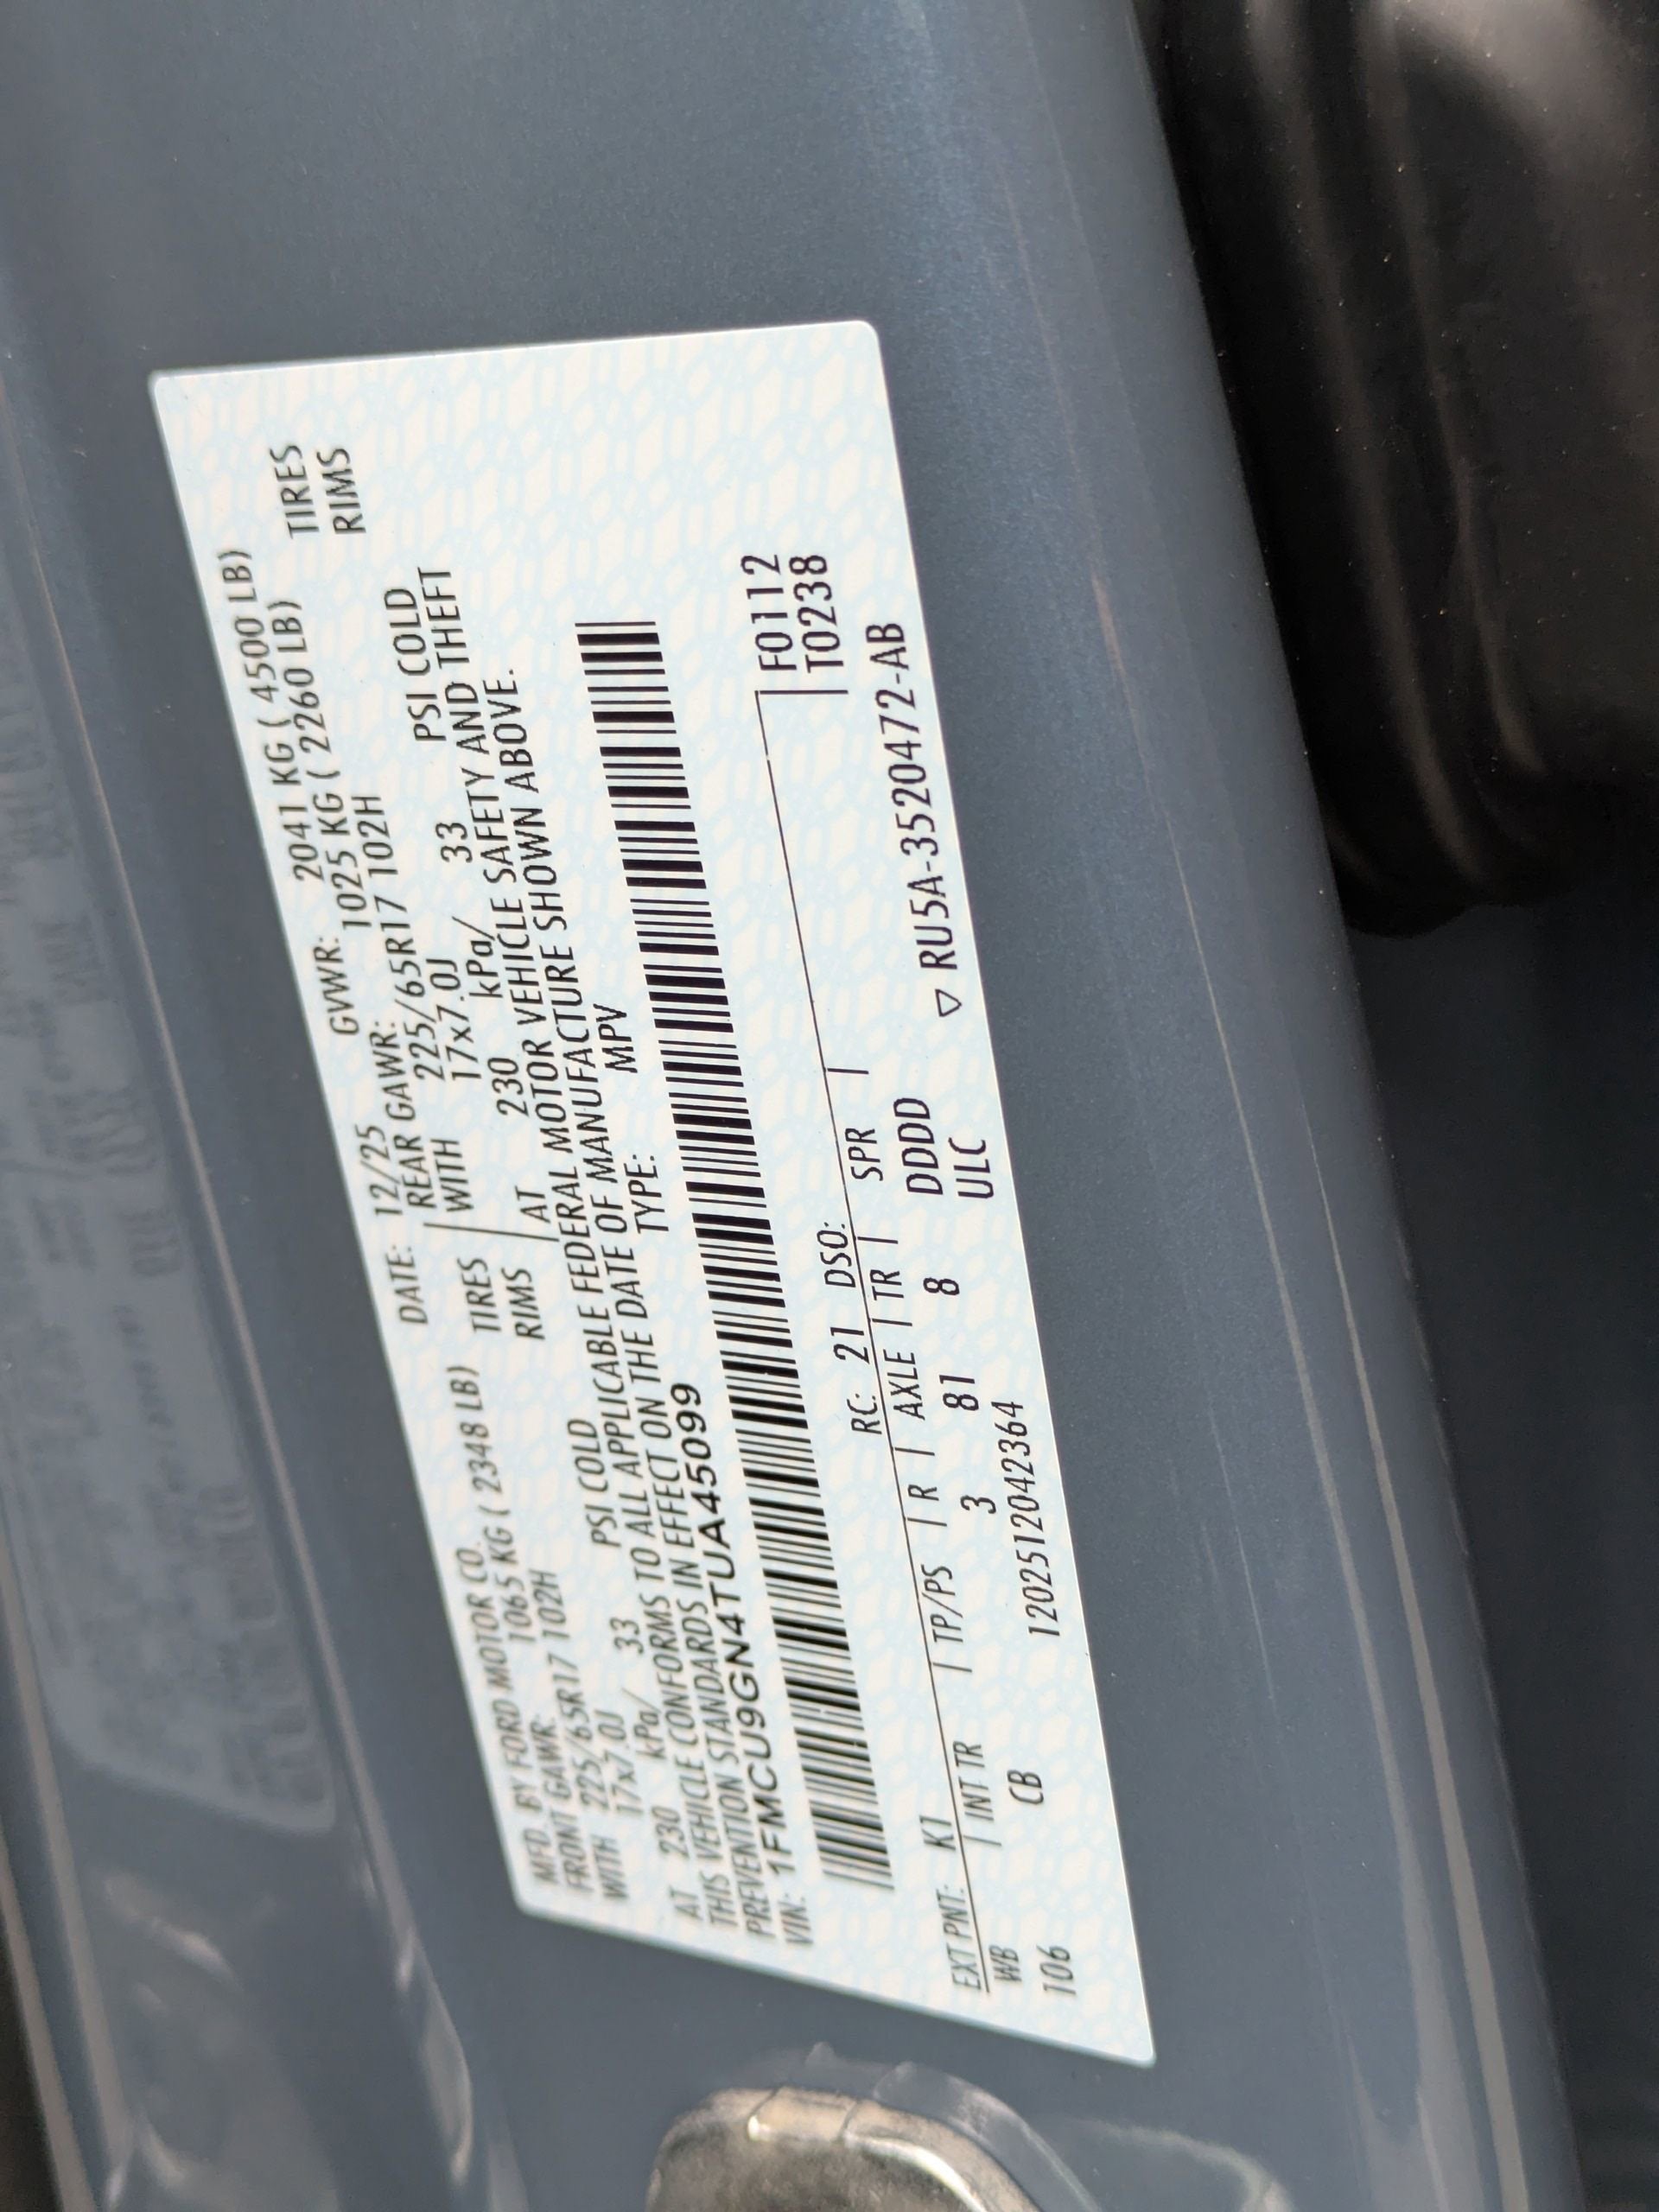 MFD. BY FORD MOTOR CO. DATE: 12/25 GVWR: 2041 KG ( 4500 LB)
FRONT GAWR: 1065 KG ( 2348 LB) REAR GAWR: 1025 KG ( 2260 LB)
WITH 225/65R17 102H TIRES WITH 225/65R17 102H TIRES
17x7.0J RIMS 17x7.0J RIMS
AT 230 kPa/ 33 PSI COLD AT 230 kPa/ 33 PSI COLD
THIS VEHICLE CONFORMS TO ALL APPLICABLE FEDERAL MOTOR VEHICLE SAFETY AND THEFT
PREVENTION STANDARDS IN EFFECT ON THE DATE OF MANUFACTURE SHOWN ABOVE.
VIN: 1FMCU9GN4TUA45099 TYPE: MPV
EXT PNT: K1 RC: 21 DSO: F0112
WB | INT TR | TP/PS | R | AXLE | TR | SPR | T0238
106 CB 3 81 8 DDDD
120251204 2364 ULC ▽ RU5A-3520472-AB